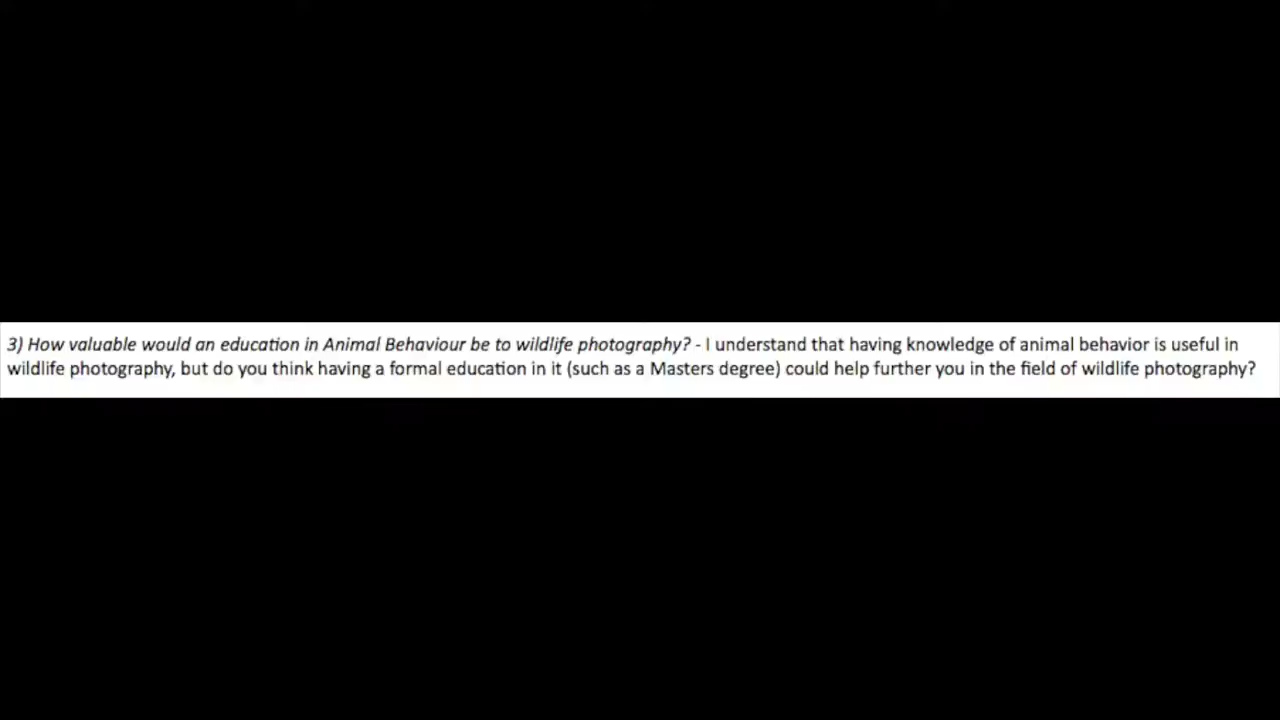 3) How valuable would an education in Animal Behaviour be to wildlife photography? - I understand that having knowledge of animal behavior is useful in
wildlife photography, but do you think having a formal education in it (such as a Masters degree) could help further you in the field of wildlife photography?